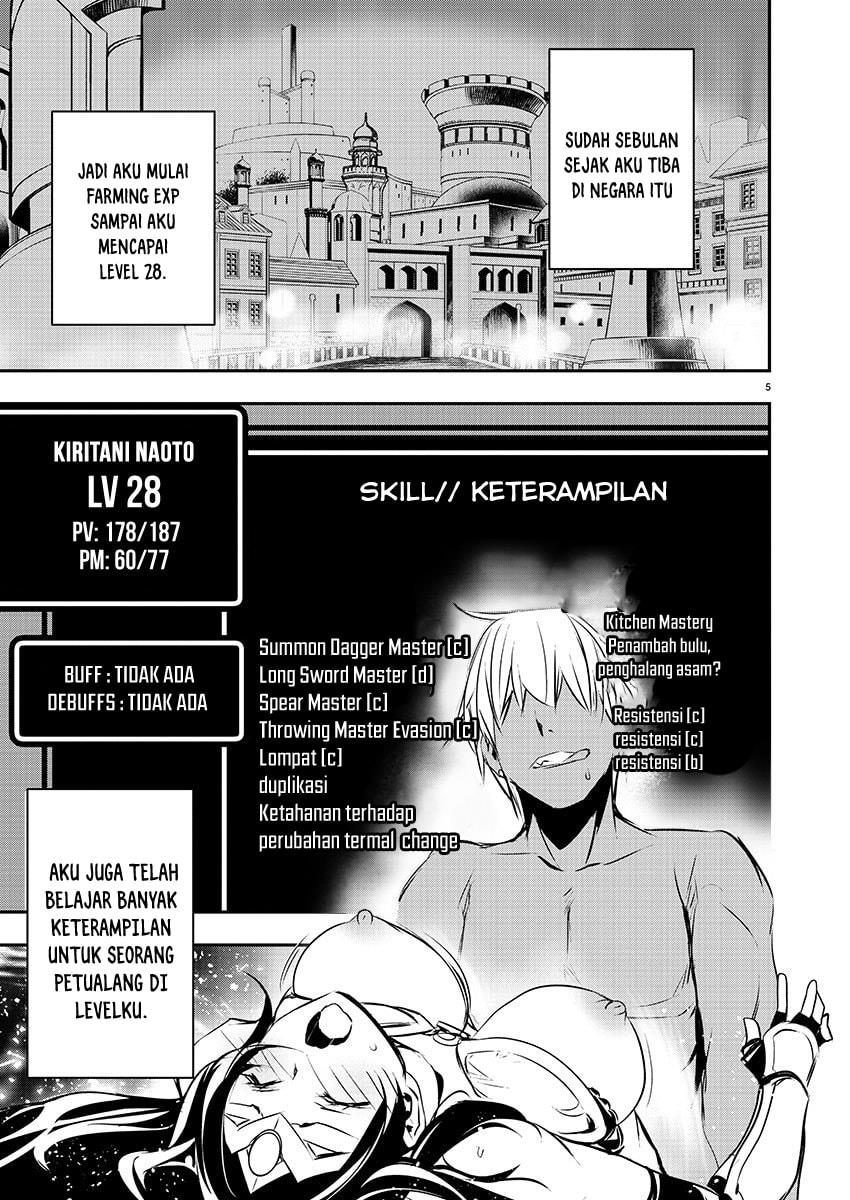 SUDAH SEBULAN
SEJAK AKU TIBA
DI NEGARA ITU
JADI AKU MULAI
FARMING EXP
SAMPAI AKU
MENCAPAI
LEVEL 28.
5
KIRITANI NAOTO
LV 28
PV: 178/187
PM: 60/77
BUFF : TIDAK ADA
DEBUFFS : TIDAK ADA
SKILL// KETERAMPILAN
Summon Dagger Master [c]
Long Sword Master [d]
Spear Master [c]
Throwing Master Evasion [c]
Lompat [c]
duplikasi
Ketahanan terhadap
perubahan termal change
Kitchen Mastery
Penambah bulu,
penghalang asam?
Resistensi [c]
resistensi [c]
resistensi [b]
AKU JUGA TELAH
BELAJAR BANYAK
KETERAMPILAN
UNTUK SEORANG
PETUALANG DI
LEVELKU.